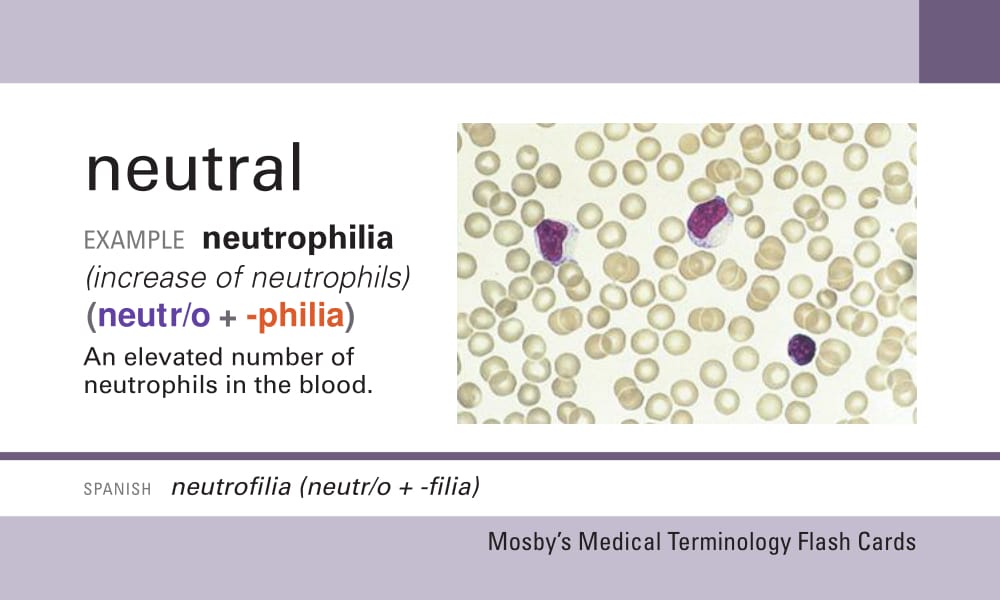 neutral
EXAMPLE neutrophilia
(increase of neutrophils)
(neutr/o + -philia)
An elevated number of
neutrophils in the blood.
SPANISH neutrofilia (neutr/o + -filia)
Mosby’s Medical Terminology Flash Cards